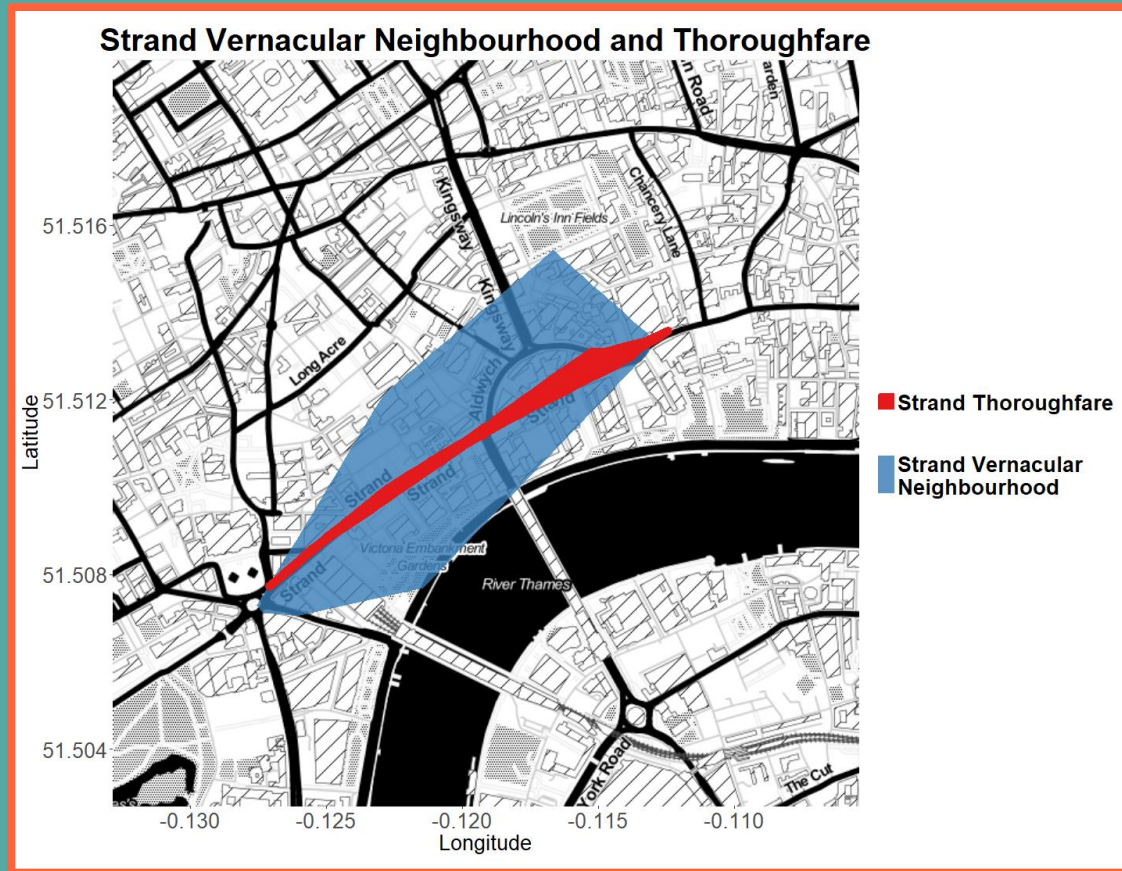 Strand Vernacular Neighbourhood and Thoroughfare
n Road
arden
51.516
Kingsway
Lincoln's Inn Fields
Chancery Lane
Kingsway
Long Acre
Aldwych
51.512
Latitude
Strand
Strand Thoroughfare
Strand
Strand
Strand Vernacular
Neighbourhood
Victoria Embankment
Gardens
51.508
Strand
River Thames
51.504
York Road
The Cut
-0.130
-0.125
-0.120
-0.115
-0.110
Longitude